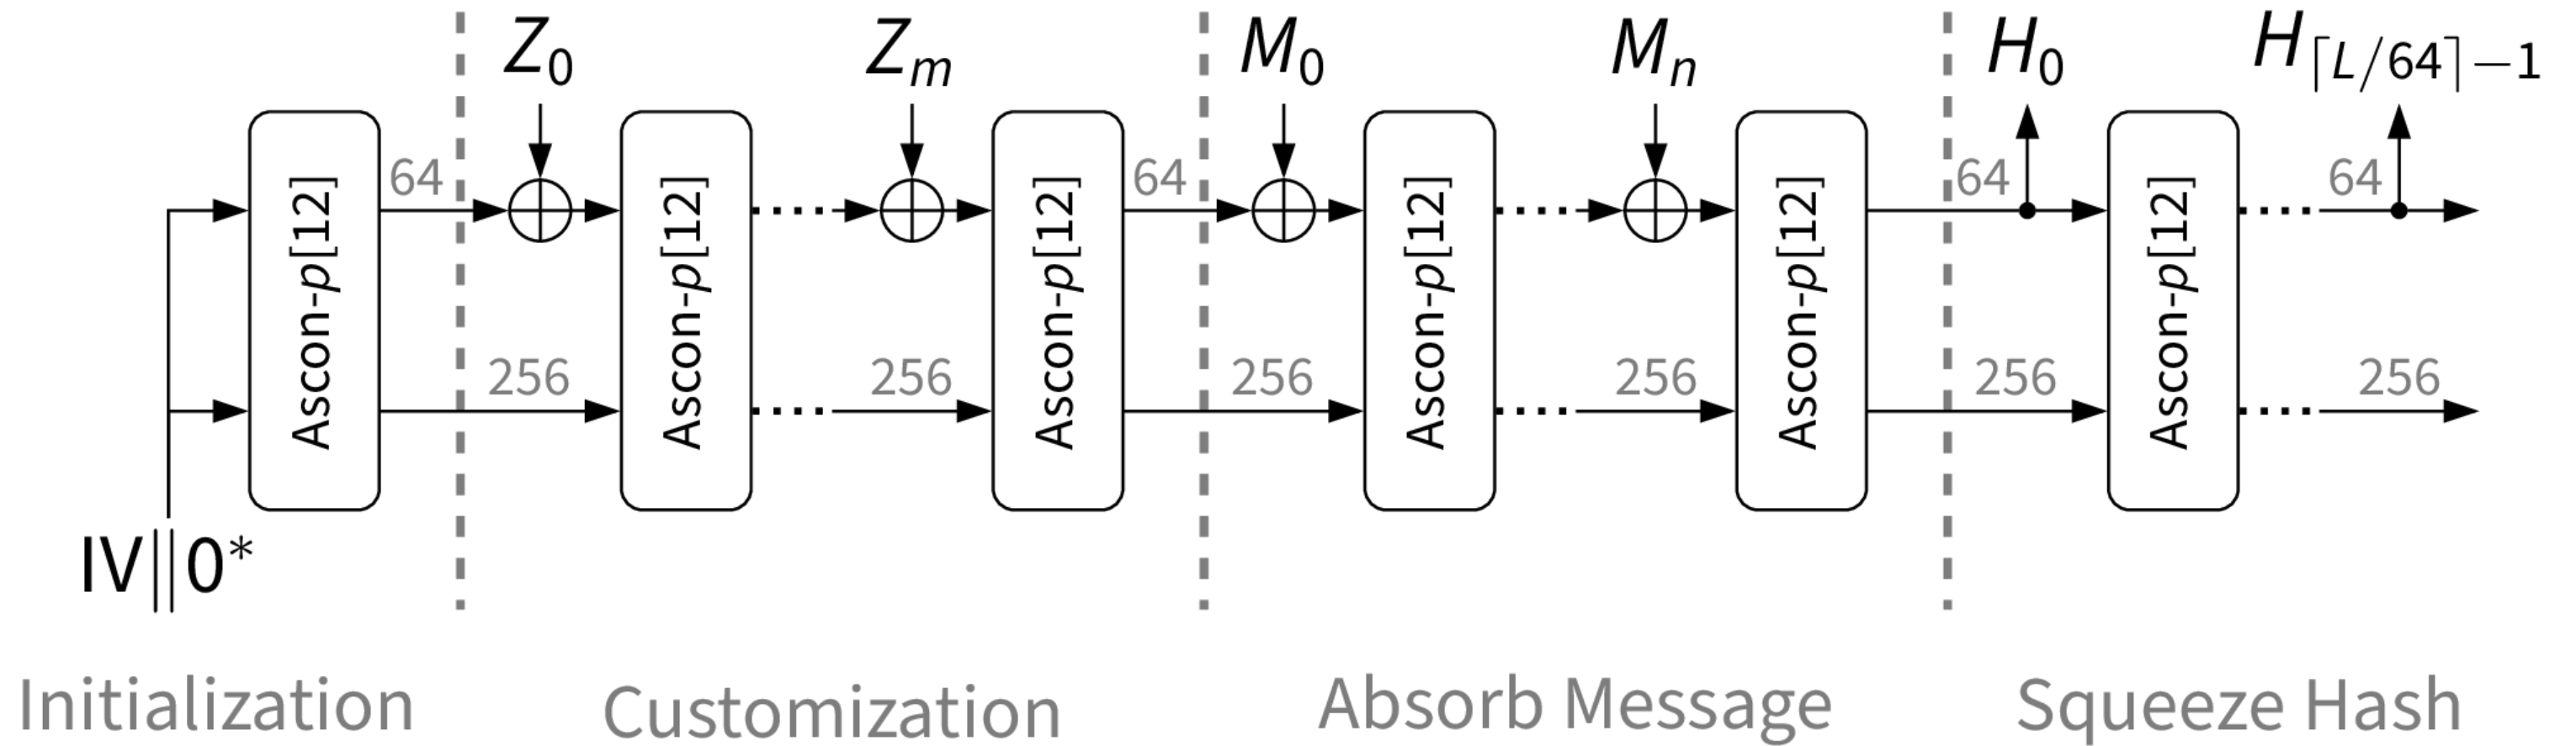 Z₀ Zₘ M₀ Mₙ H₀ H⌈L/64⌉−1
64 64 64 64
Ascon-p[12] Ascon-p[12] Ascon-p[12] Ascon-p[12] Ascon-p[12] Ascon-p[12]
256 256 256 256 256 256
IV||0*
Initialization Customization Absorb Message Squeeze Hash